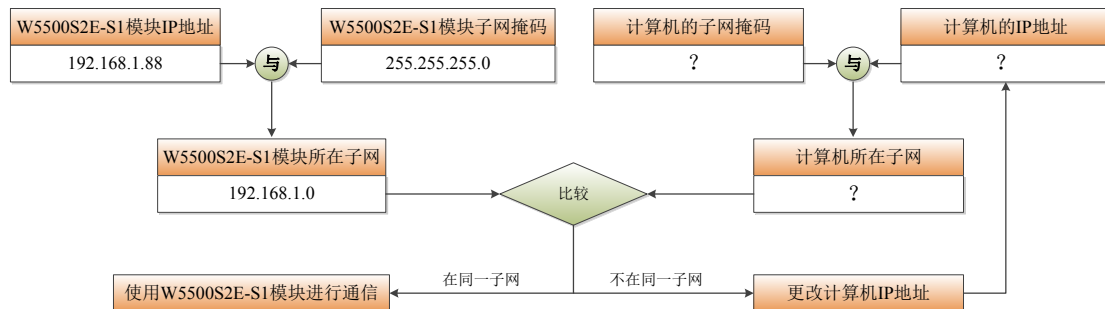 W5500S2E-S1模块IP地址
192.168.1.88
与
W5500S2E-S1模块子网掩码
255.255.255.0
计算机的子网掩码
？
与
计算机的IP地址
？
W5500S2E-S1模块所在子网
192.168.1.0
比较
计算机所在子网
？
在同一子网
不在同一子网
使用W5500S2E-S1模块进行通信
更改计算机IP地址